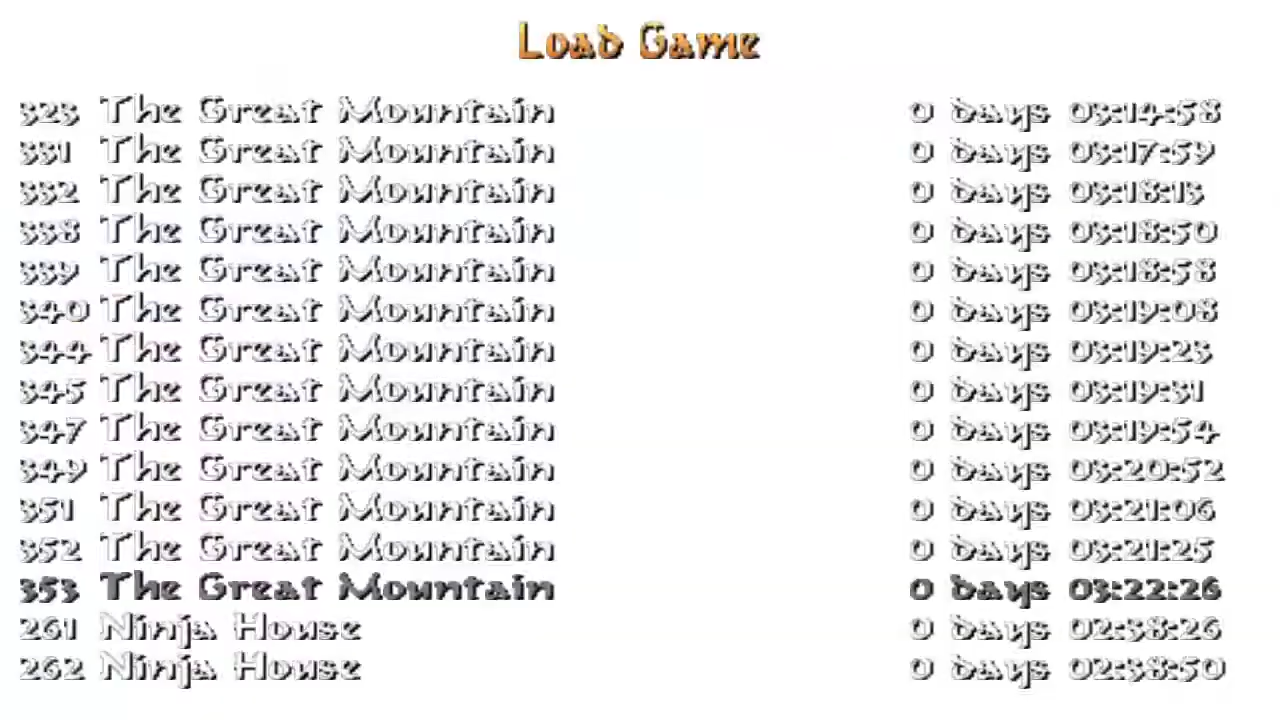 Load Game
323 The Great Mountain 0 days 03:14:58
331 The Great Mountain 0 days 03:17:59
332 The Great Mountain 0 days 03:18:13
338 The Great Mountain 0 days 03:18:50
339 The Great Mountain 0 days 03:18:58
340 The Great Mountain 0 days 03:19:08
344 The Great Mountain 0 days 03:19:23
345 The Great Mountain 0 days 03:19:31
347 The Great Mountain 0 days 03:19:54
349 The Great Mountain 0 days 03:20:52
351 The Great Mountain 0 days 03:21:06
352 The Great Mountain 0 days 03:21:25
353 The Great Mountain 0 days 03:22:26
261 Ninja House 0 days 02:38:26
262 Ninja House 0 days 02:38:50